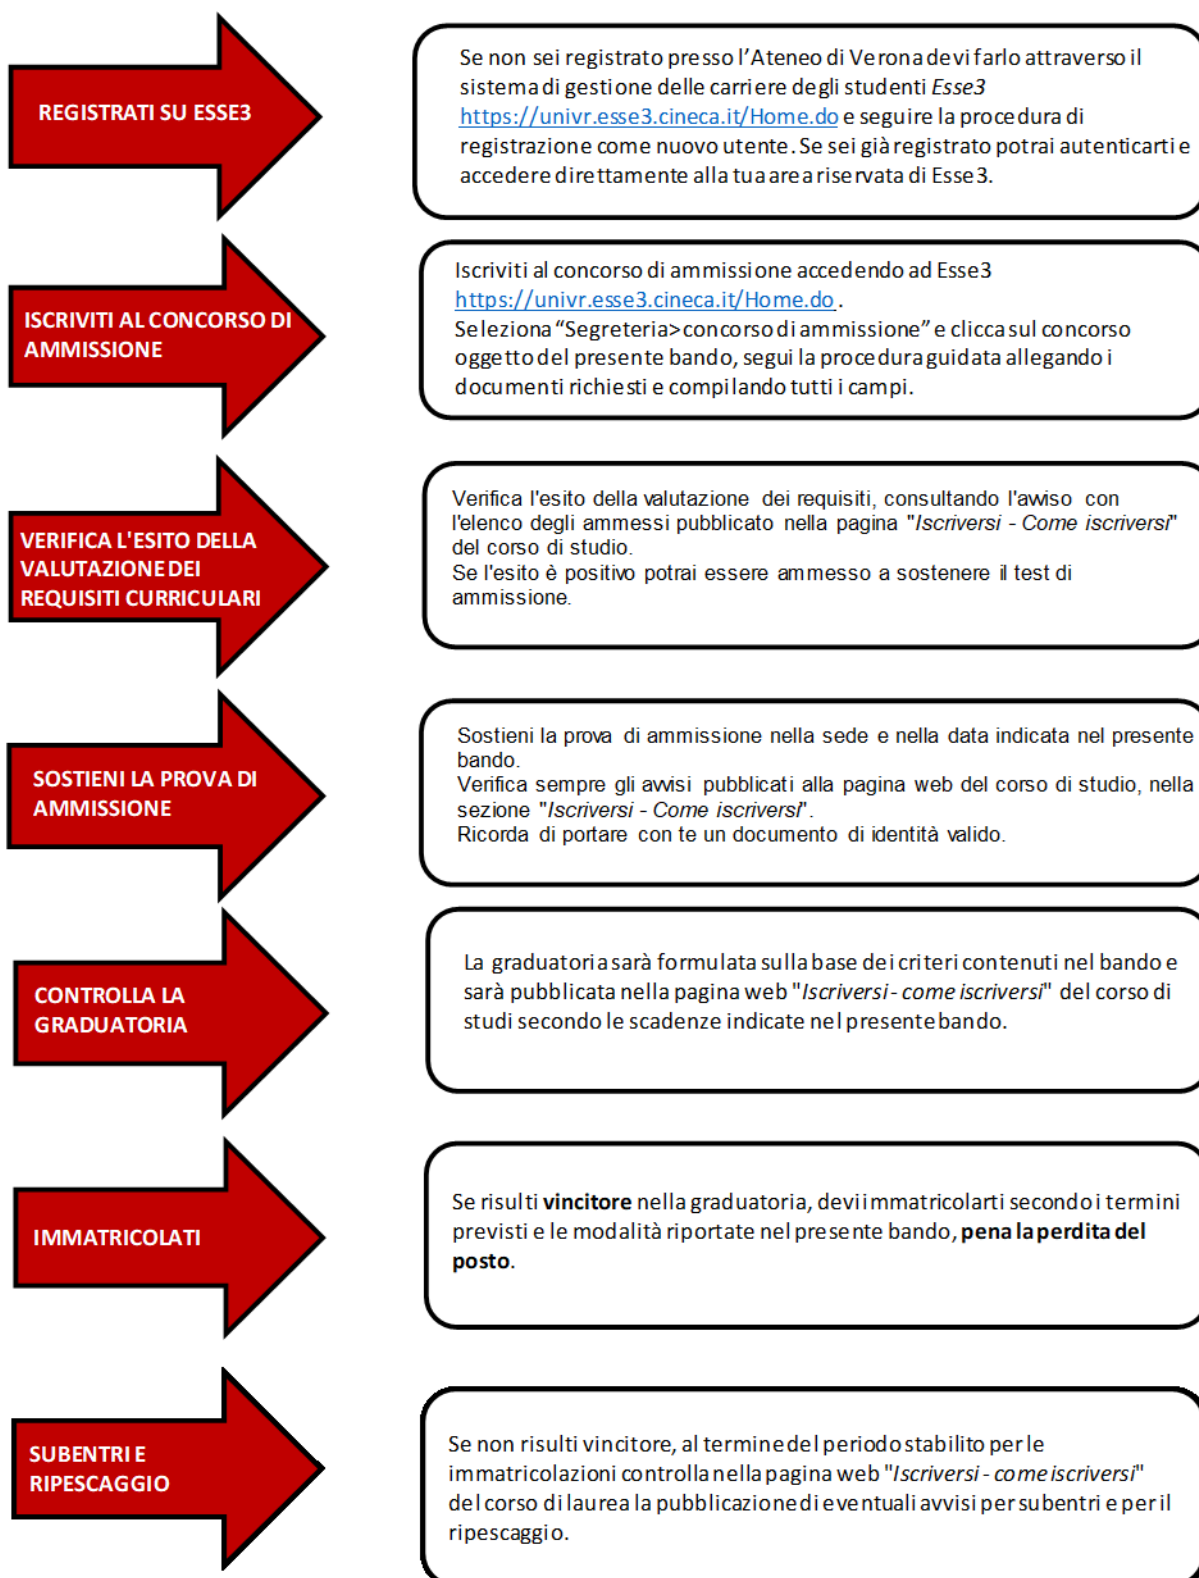 REGISTRATI SU ESSE3
Se non sei registrato presso l'Ateneo di Verona devi farlo attraverso il
sistema di gestione delle carriere degli studenti Esse3
https://univr.esse3.cineca.it/Home.do e seguire la procedura di
registrazione come nuovo utente. Se sei già registrato potrai autenticarti e
accedere direttamente alla tua area riservata di Esse3.
ISCRIVITI AL CONCORSO DI
AMMISSIONE
Iscriviti al concorso di ammissione accedendo ad Esse3
https://univr.esse3.cineca.it/Home.do .
Seleziona “Segreteria>concorso di ammissione” e clicca sul concorso
oggetto del presente bando, segui la procedura guidata allegando i
documenti richiesti e compilando tutti i campi.
VERIFICA L'ESITO DELLA
VALUTAZIONE DEI
REQUISITI CURRICULARI
Verifica l'esito della valutazione dei requisiti, consultando l'avviso con
l'elenco degli ammessi pubblicato nella pagina "Iscriversi - Come iscriversi"
del corso di studio.
Se l'esito è positivo potrai essere ammesso a sostenere il test di
ammissione.
SOSTIENI LA PROVA DI
AMMISSIONE
Sostieni la prova di ammissione nella sede e nella data indicata nel presente
bando.
Verifica sempre gli avvisi pubblicati alla pagina web del corso di studio, nella
sezione "Iscriversi - Come iscriversi".
Ricorda di portare con te un documento di identità valido.
CONTROLLA LA
GRADUATORIA
La graduatoria sarà formulata sulla base dei criteri contenuti nel bando e
sarà pubblicata nella pagina web "Iscriversi - come iscriversi" del corso di
studi secondo le scadenze indicate nel presente bando.
IMMATRICOLATI
Se risulti vincitore nella graduatoria, devi immatricolarti secondo i termini
previsti e le modalità riportate nel presente bando, pena la perdita del
posto.
SUBENTRI E
RIPESCAGGIO
Se non risulti vincitore, al termine del periodo stabilito per le
immatricolazioni controlla nella pagina web "Iscriversi - come iscriversi"
del corso di laurea la pubblicazione di eventuali avvisi per subentri e per il
ripescaggio.